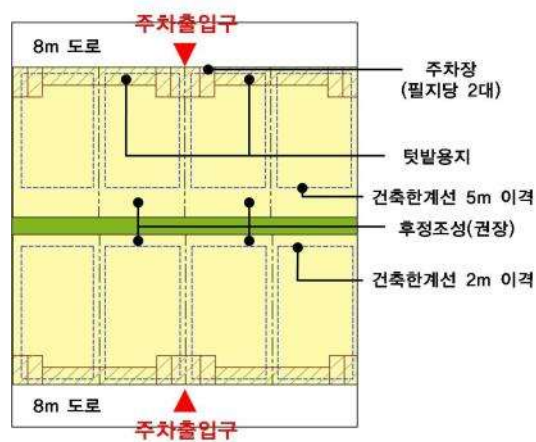 주차출입구
8m 도로
주차장
(필지당 2대)
텃밭용지
건축한계선 5m 이격
후정조성(권장)
건축한계선 2m 이격
8m 도로
주차출입구